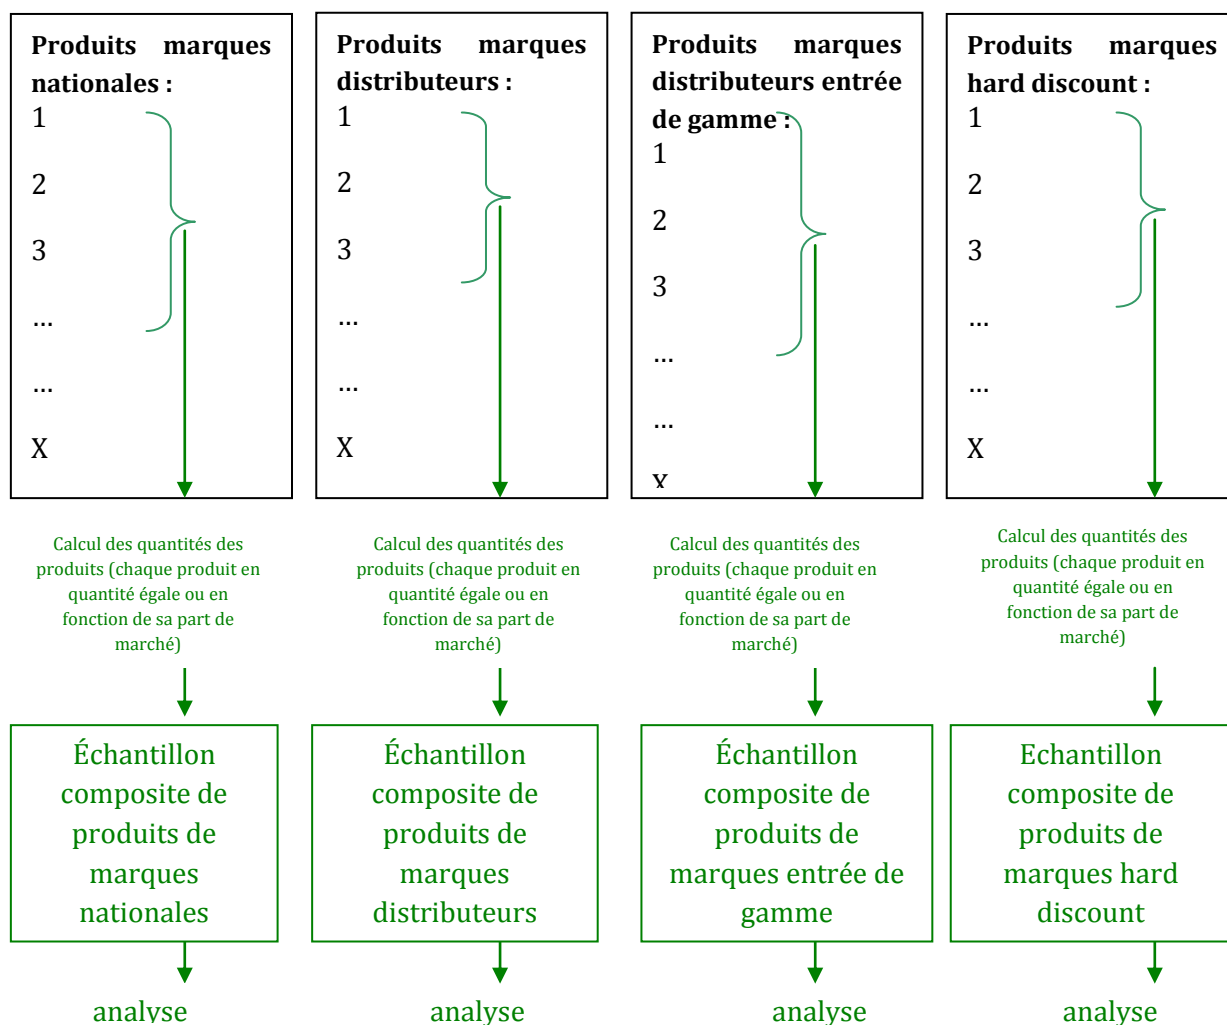 Produits marques
nationales :
1
2
3
...
...
X
Produits marques
distributeurs :
1
2
3
...
...
X
Produits marques
distributeurs entrée
de gamme :
1
2
3
...
...
X
Produits marques
hard discount :
1
2
3
...
...
X
Calcul des quantités des
produits (chaque produit en
quantité égale ou en
fonction de sa part de
marché)
Calcul des quantités des
produits (chaque produit en
quantité égale ou en
fonction de sa part de
marché)
Calcul des quantités des
produits (chaque produit en
quantité égale ou en
fonction de sa part de
marché)
Calcul des quantités des
produits (chaque produit en
quantité égale ou en
fonction de sa part de
marché)
Échantillon
composite de
produits de
marques
nationales
Échantillon
composite de
produits de
marques
distributeurs
Échantillon
composite de
produits de
marques entrée de
gamme
Echantillon
composite de
produits de
marques hard
discount
analyse
analyse
analyse
analyse